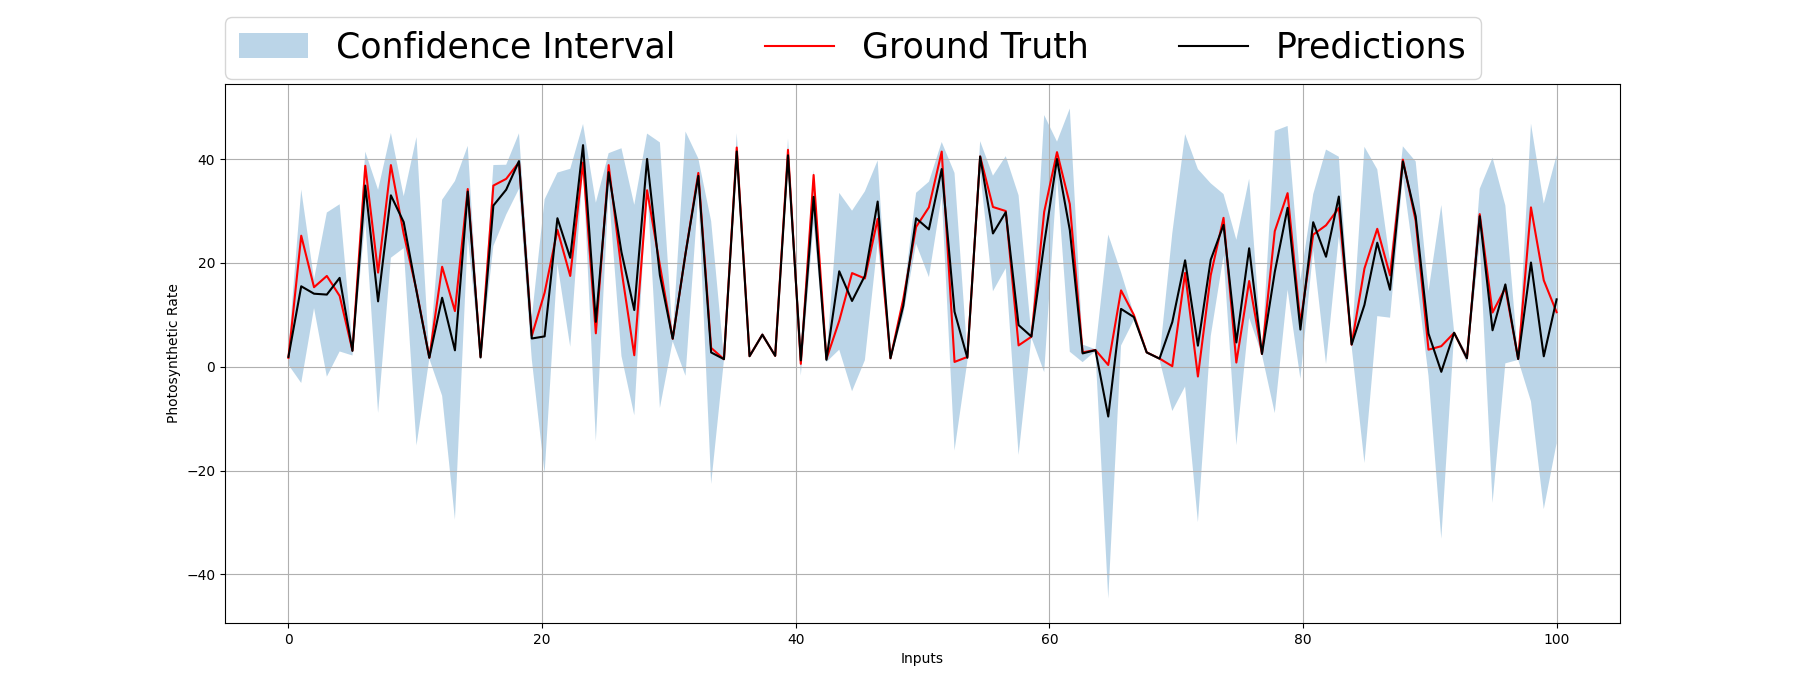 Confidence Interval Ground Truth Predictions
40
20
0
−20
−40
Photosynthetic Rate
0 20 40 60 80 100
Inputs